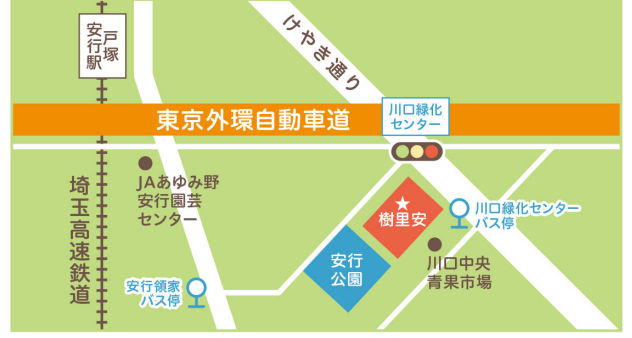 戸塚
安行駅
けやき通り
東京外環自動車道
川口緑化
センター
JAあゆみ野
安行園芸
センター
埼玉高速鉄道
樹里安
川口緑化センター
バス停
安行
公園
川口中央
青果市場
安行領家
バス停